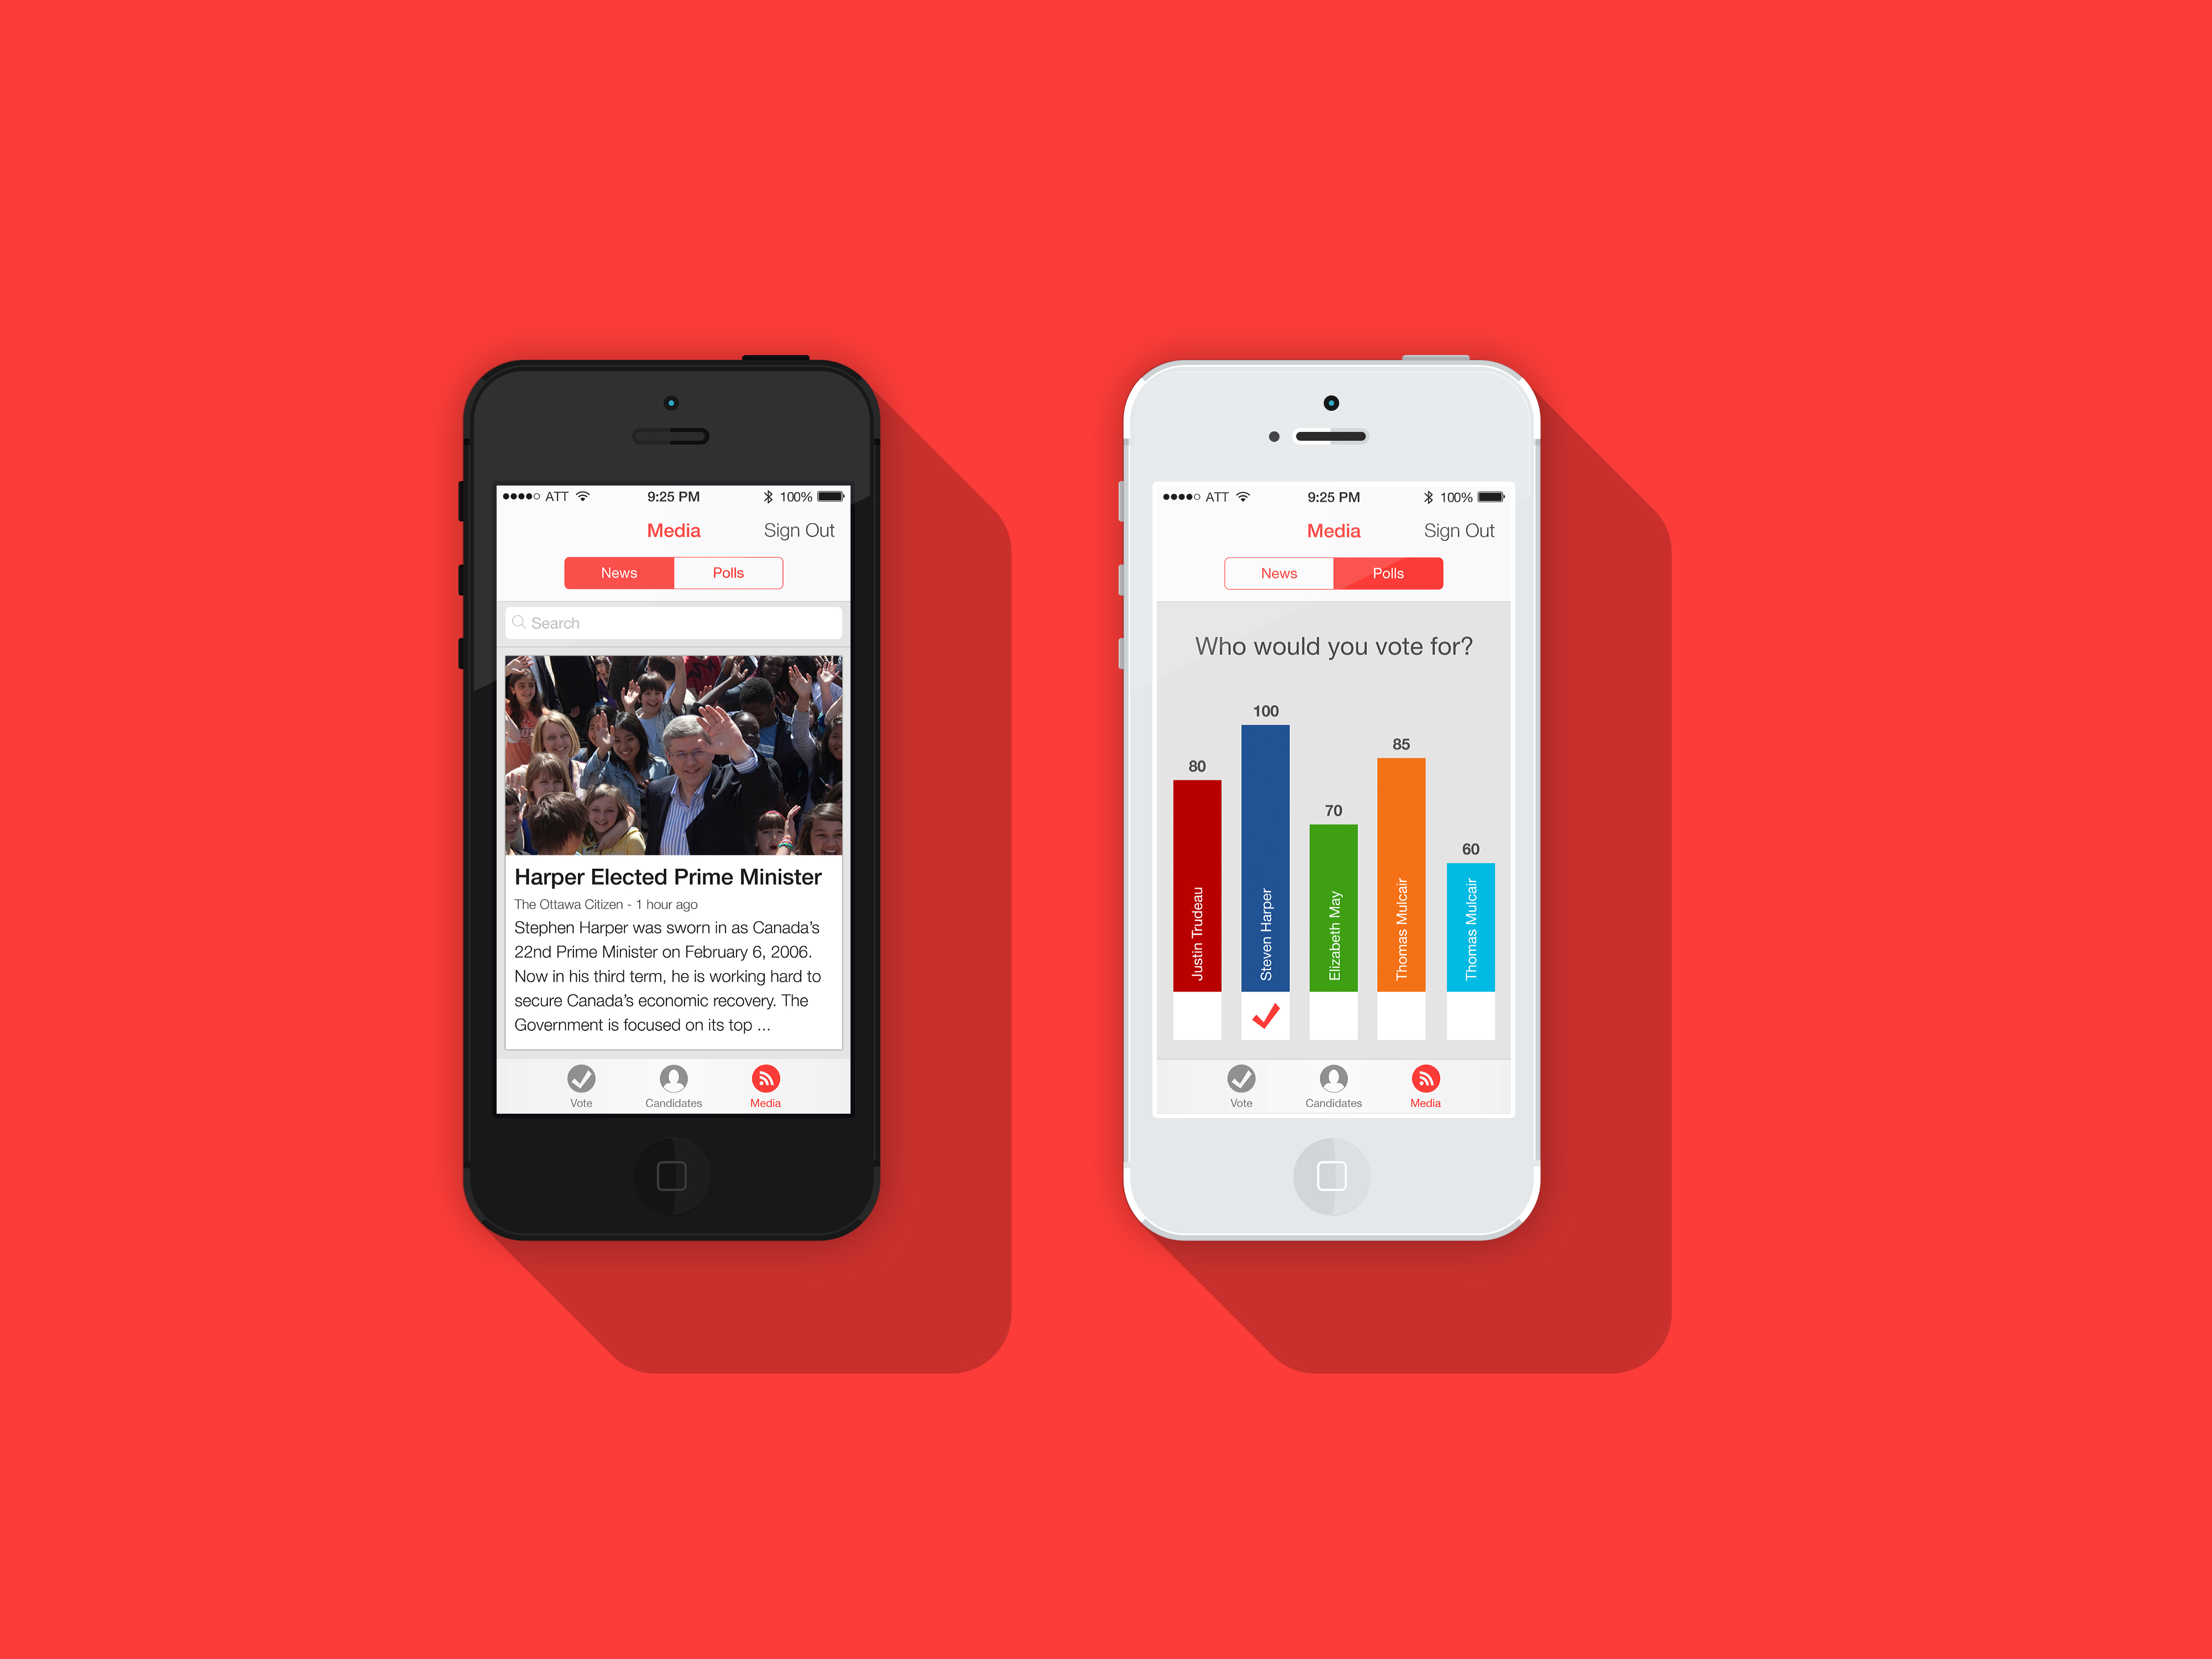 ATT 9:25 PM 100%
Media Sign Out
News Polls
Search
Harper Elected Prime Minister
The Ottawa Citizen - 1 hour ago
Stephen Harper was sworn in as Canada's
22nd Prime Minister on February 6, 2006.
Now in his third term, he is working hard to
secure Canada's economic recovery. The
Government is focused on its top ...
Vote Candidates Media
ATT 9:25 PM 100%
Media Sign Out
News Polls
Who would you vote for?
80
100
70
85
60
Justin Trudeau
Steven Harper
Elizabeth May
Thomas Mulcair
Thomas Mulcair
Vote Candidates Media